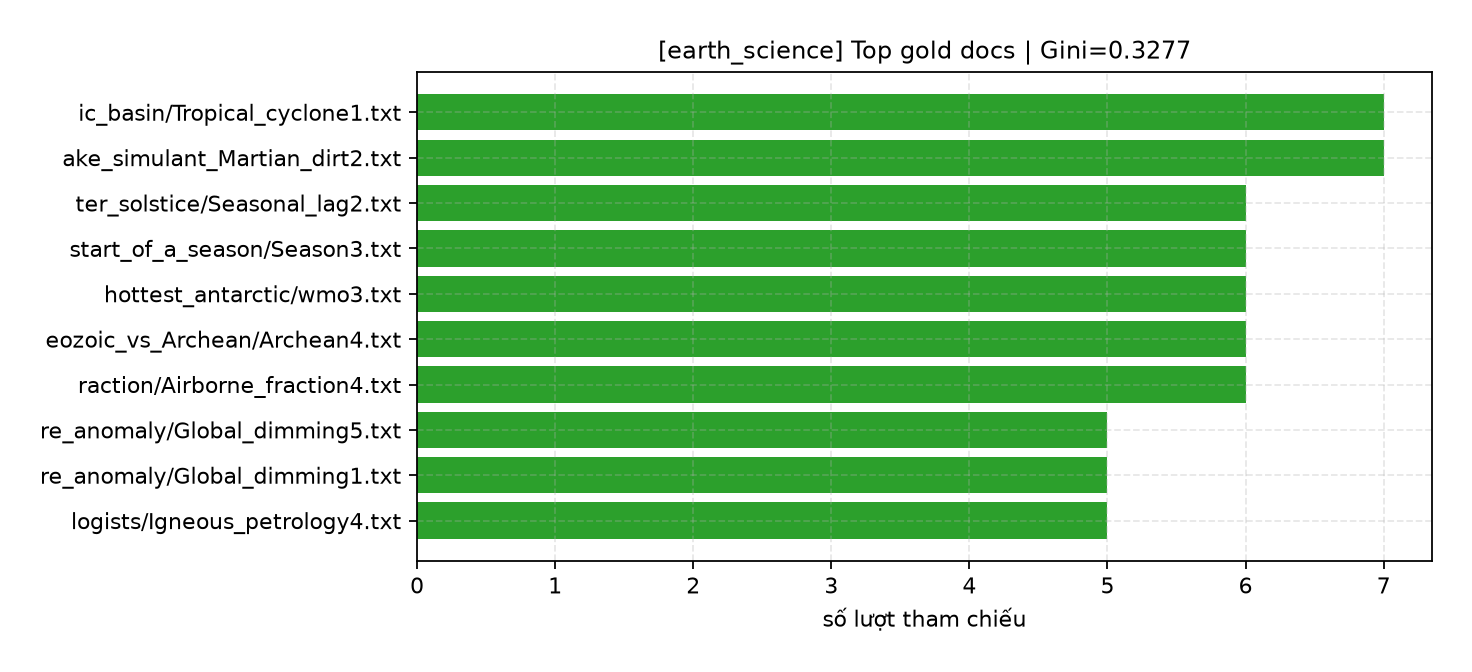 [earth_science] Top gold docs | Gini=0.3277
ic_basin/Tropical_cyclone1.txt
ake_simulant_Martian_dirt2.txt
ter_solstice/Seasonal_lag2.txt
start_of_a_season/Season3.txt
hottest_antarctic/wmo3.txt
eozoic_vs_Archean/Archean4.txt
raction/Airborne_fraction4.txt
re_anomaly/Global_dimming5.txt
re_anomaly/Global_dimming1.txt
logists/Igneous_petrology4.txt
0 1 2 3 4 5 6 7
số lượt tham chiếu